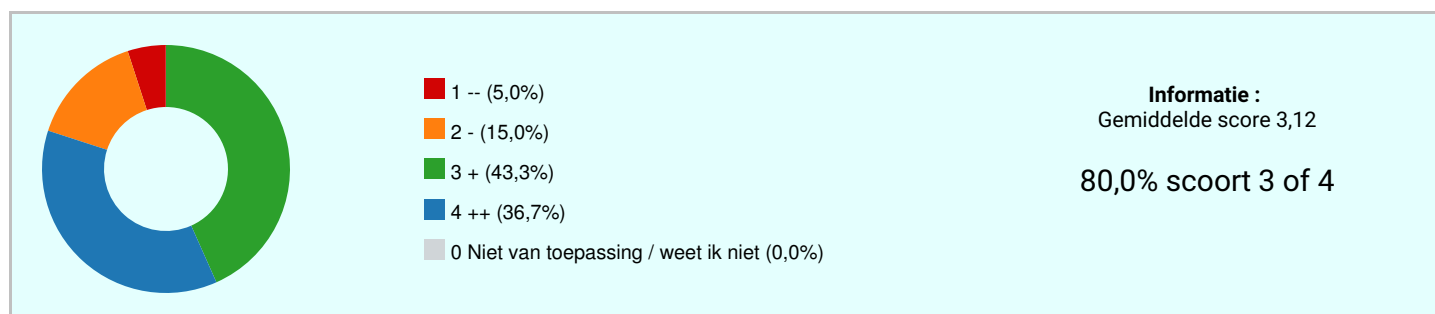 1 -- (5,0%)
2 - (15,0%)
3 + (43,3%)
4 ++ (36,7%)
0 Niet van toepassing / weet ik niet (0,0%)
Informatie :
Gemiddelde score 3,12
80,0% scoort 3 of 4